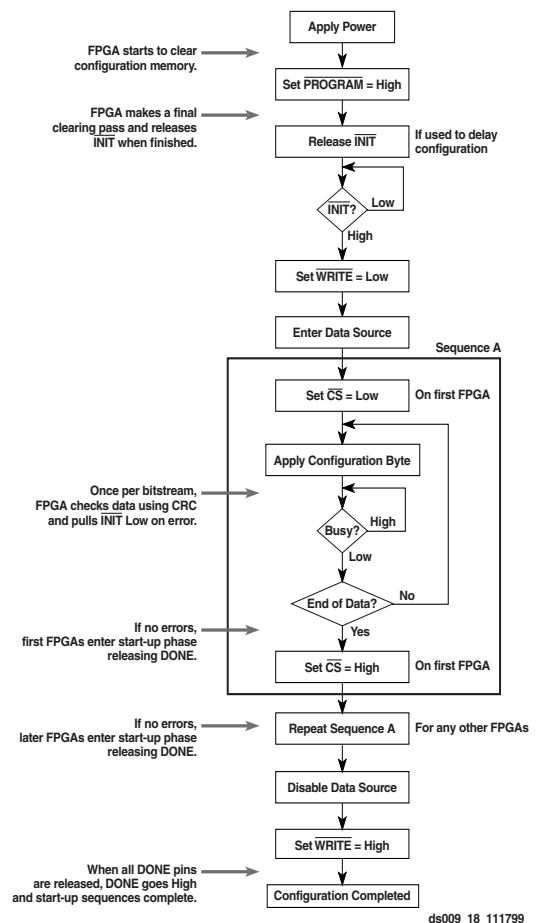 Apply Power
FPGA starts to clear
configuration memory.
Set PROGRAM = High
FPGA makes a final
clearing pass and releases
INIT when finished.
Release INIT
If used to delay
configuration
INIT?
Low
High
Set WRITE = Low
Enter Data Source
Sequence A
Set CS = Low
On first FPGA
Apply Configuration Byte
Once per bitstream,
FPGA checks data using CRC
and pulls INIT Low on error.
Busy?
High
Low
End of Data?
No
Yes
If no errors,
first FPGAs enter start-up phase
releasing DONE.
Set CS = High
On first FPGA
If no errors,
later FPGAs enter start-up phase
releasing DONE.
Repeat Sequence A
For any other FPGAs
Disable Data Source
Set WRITE = High
When all DONE pins
are released, DONE goes High
and start-up sequences complete.
Configuration Completed
ds009_18_111799